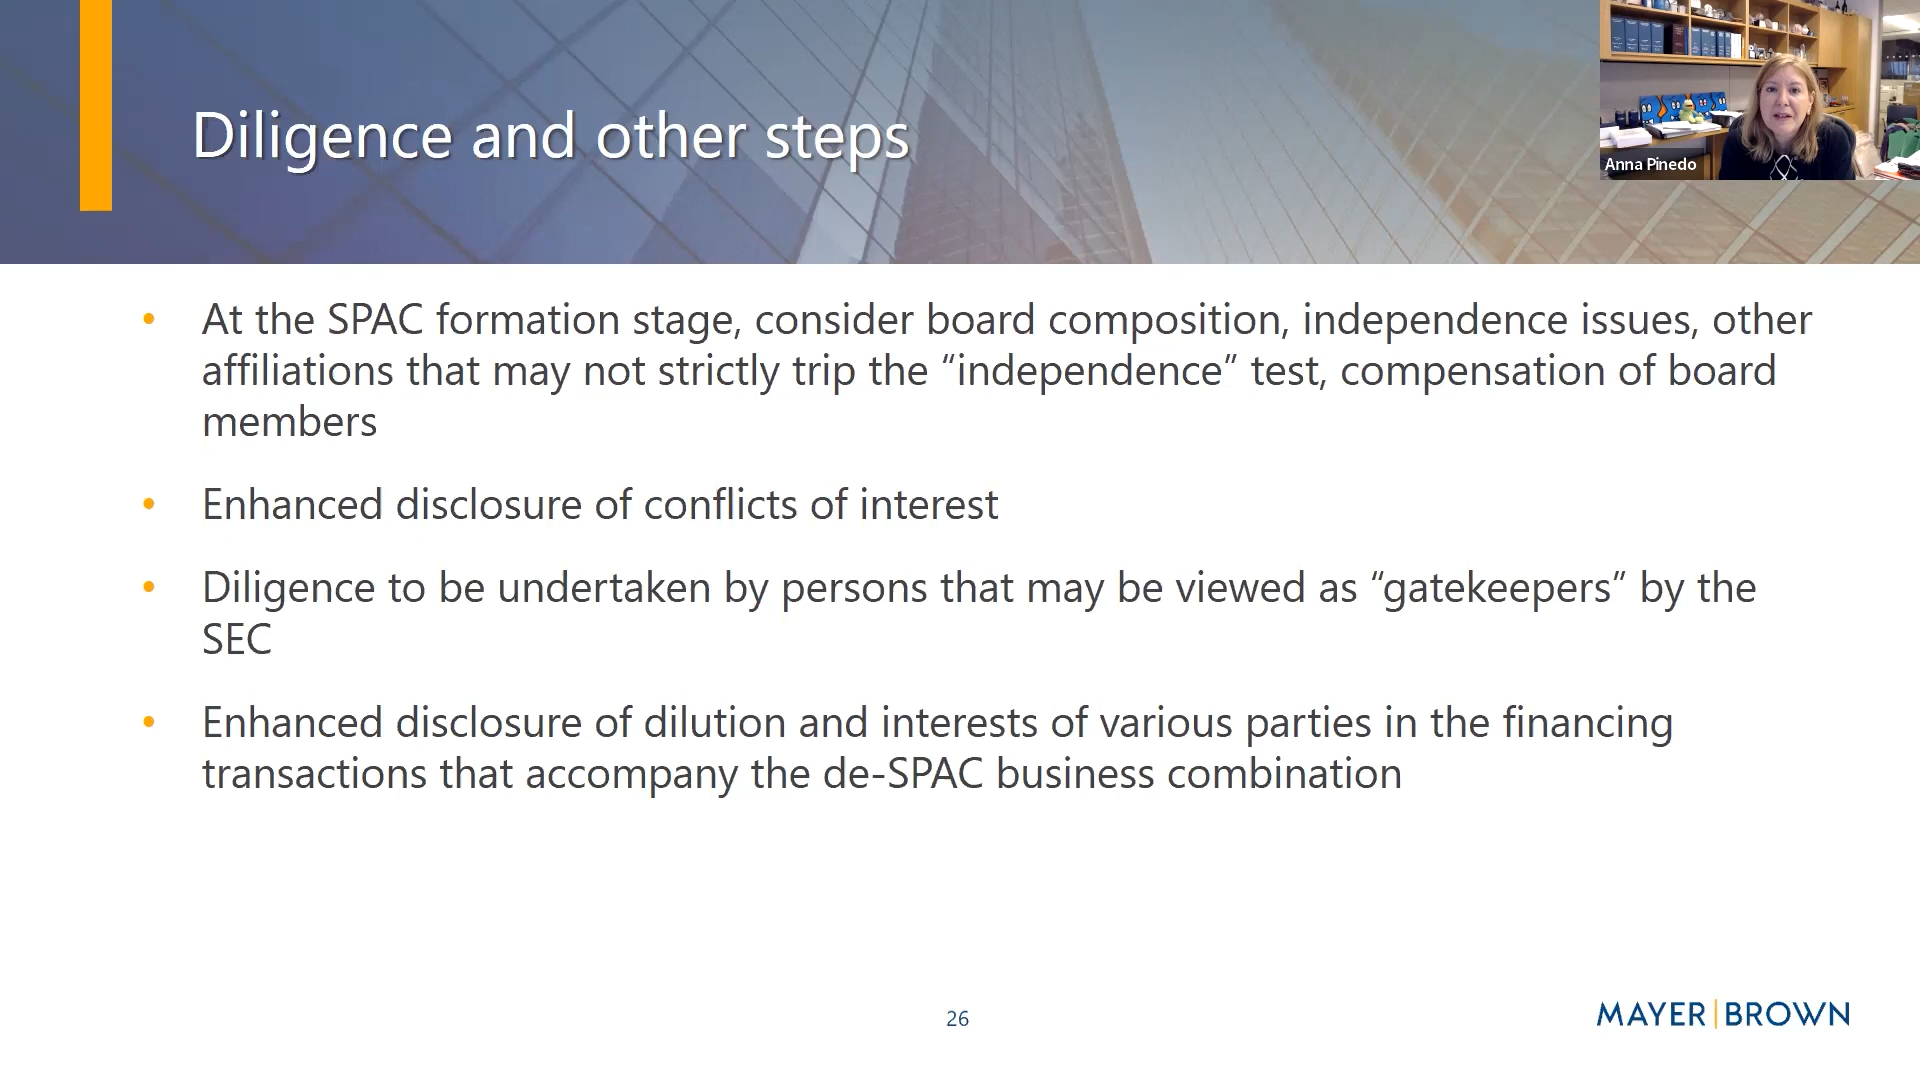 Diligence and other steps
Anna Pinedo
• At the SPAC formation stage, consider board composition, independence issues, other
affiliations that may not strictly trip the “independence” test, compensation of board
members
• Enhanced disclosure of conflicts of interest
• Diligence to be undertaken by persons that may be viewed as “gatekeepers” by the
SEC
• Enhanced disclosure of dilution and interests of various parties in the financing
transactions that accompany the de-SPAC business combination
26
MAYER | BROWN